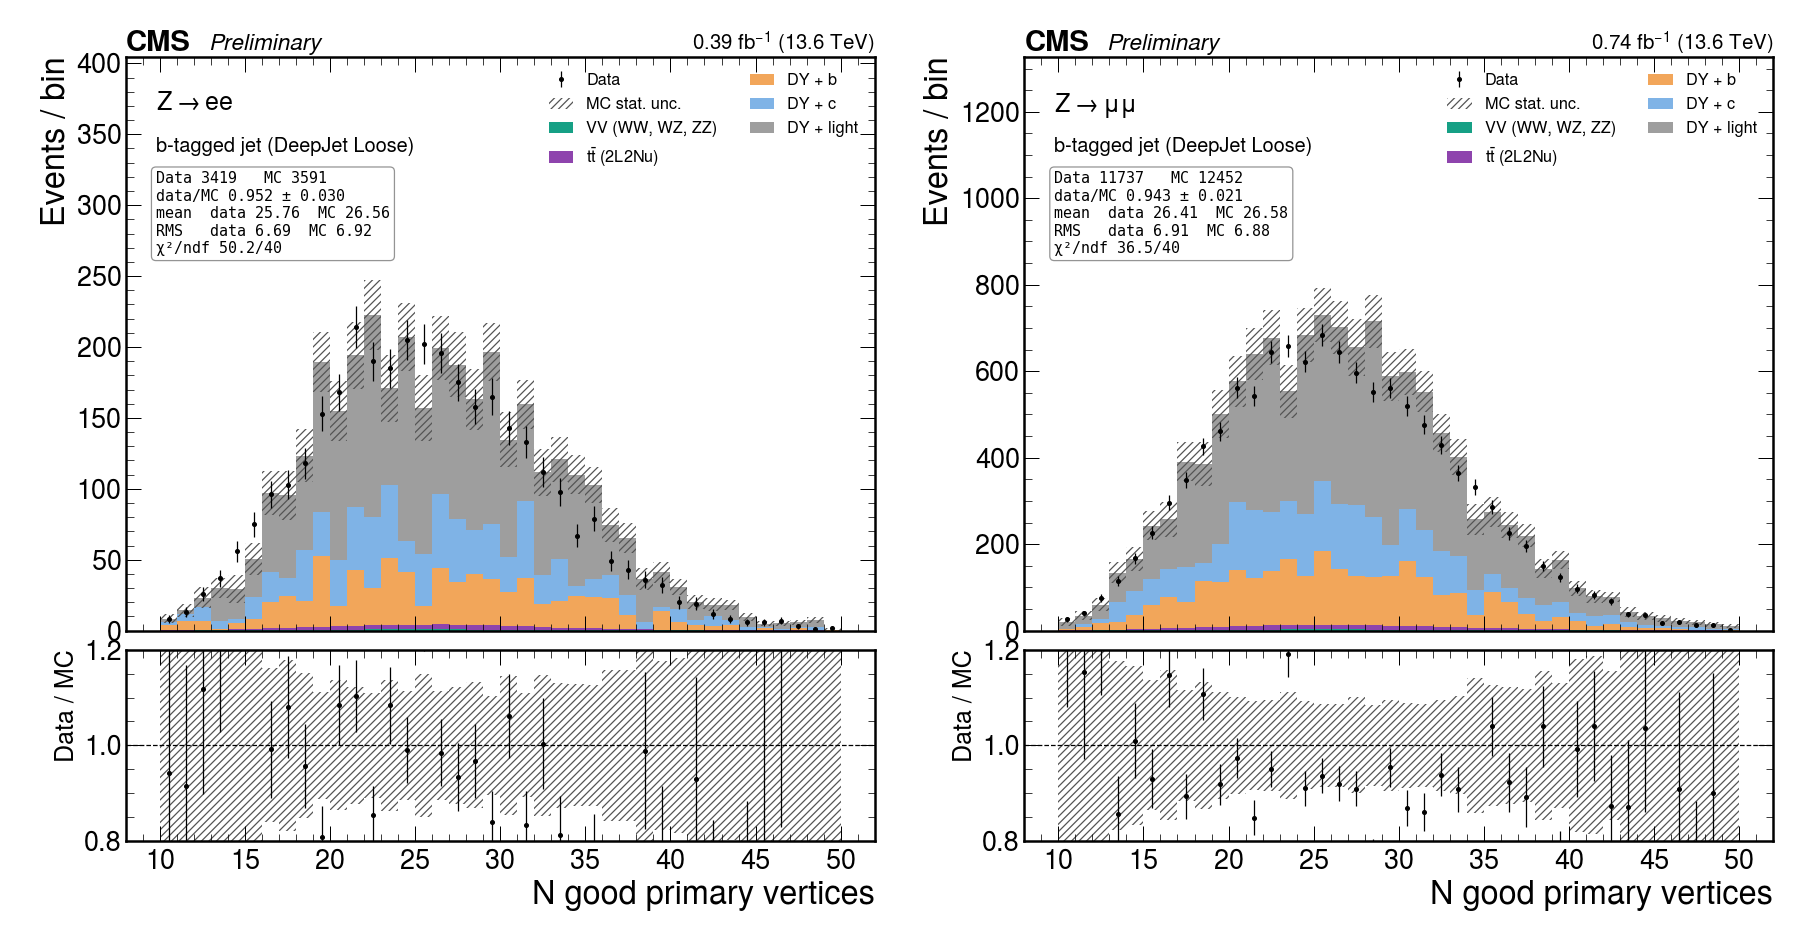 CMS Preliminary 0.39 fb⁻¹ (13.6 TeV)
Events / bin
400
350
300
250
200
150
100
50
0
Z → ee
b-tagged jet (DeepJet Loose)
Data 3419 MC 3591
data/MC 0.952 ± 0.030
mean data 25.76 MC 26.56
RMS data 6.69 MC 6.92
χ²/ndf 50.2/40
Data
MC stat. unc.
VV (WW, WZ, ZZ)
tt̄ (2L2Nu)
DY + b
DY + c
DY + light
Data / MC
1.2
1.0
0.8
10 15 20 25 30 35 40 45 50
N good primary vertices
CMS Preliminary 0.74 fb⁻¹ (13.6 TeV)
Events / bin
1200
1000
800
600
400
200
0
Z → μμ
b-tagged jet (DeepJet Loose)
Data 11737 MC 12452
data/MC 0.943 ± 0.021
mean data 26.41 MC 26.58
RMS data 6.91 MC 6.88
χ²/ndf 36.5/40
Data
MC stat. unc.
VV (WW, WZ, ZZ)
tt̄ (2L2Nu)
DY + b
DY + c
DY + light
Data / MC
1.2
1.0
0.8
10 15 20 25 30 35 40 45 50
N good primary vertices